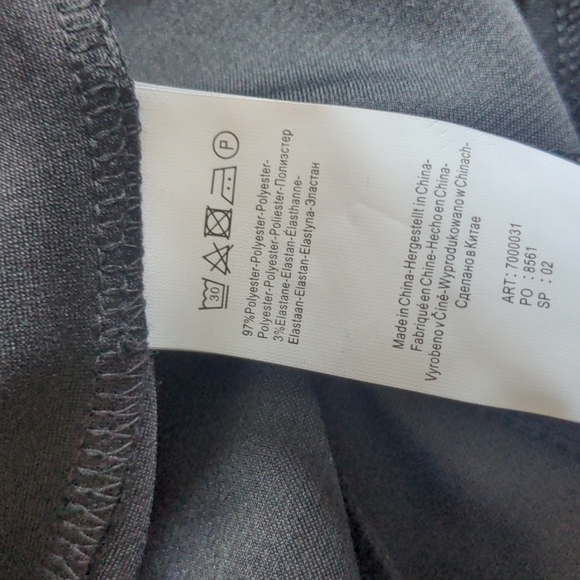 30
P
97%Polyester-Polyester-Polyester-
Polyester-Polyester-Poliester-Полиэстер
3%Elastane-Elastan-Élasthanne-
Elastaan-Elastan-Elastyna-Эластан
Made in China-Hergestellt in China-
Fabriqué en Chine-Hecho en China-
Vyrobeno v Číně-Wyprodukowano w Chinach-
Сделано в Китае
ART : 7000031
PO : 8561
SP : 02